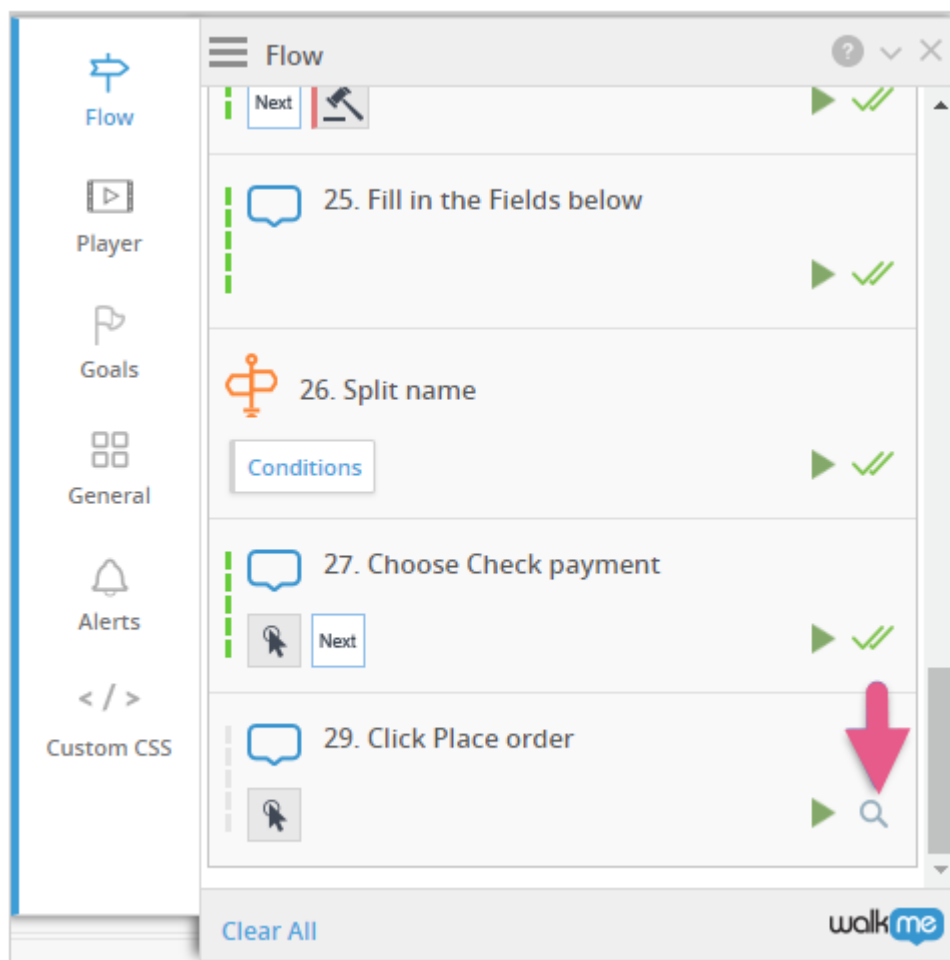 Flow
Player
Goals
General
Alerts
< / >
Custom CSS
Flow
?
Next
25. Fill in the Fields below
26. Split name
Conditions
27. Choose Check payment
Next
29. Click Place order
Clear All
walkme